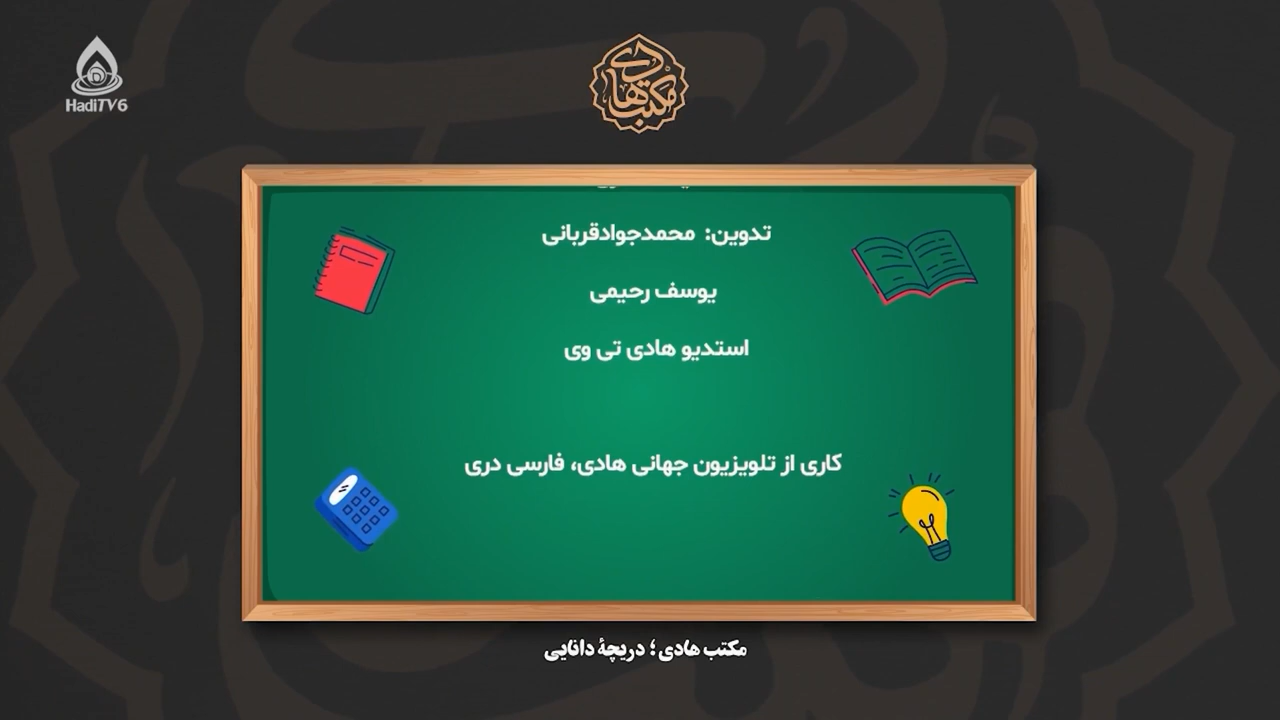 HadiTV6
مکتب هادی
تدوین: محمدجوادقربانی
یوسف رحیمی
استدیو هادی تی وی
کاری از تلویزیون جهانی هادی، فارسی دری
مکتب هادی؛ دریچهٔ دانایی